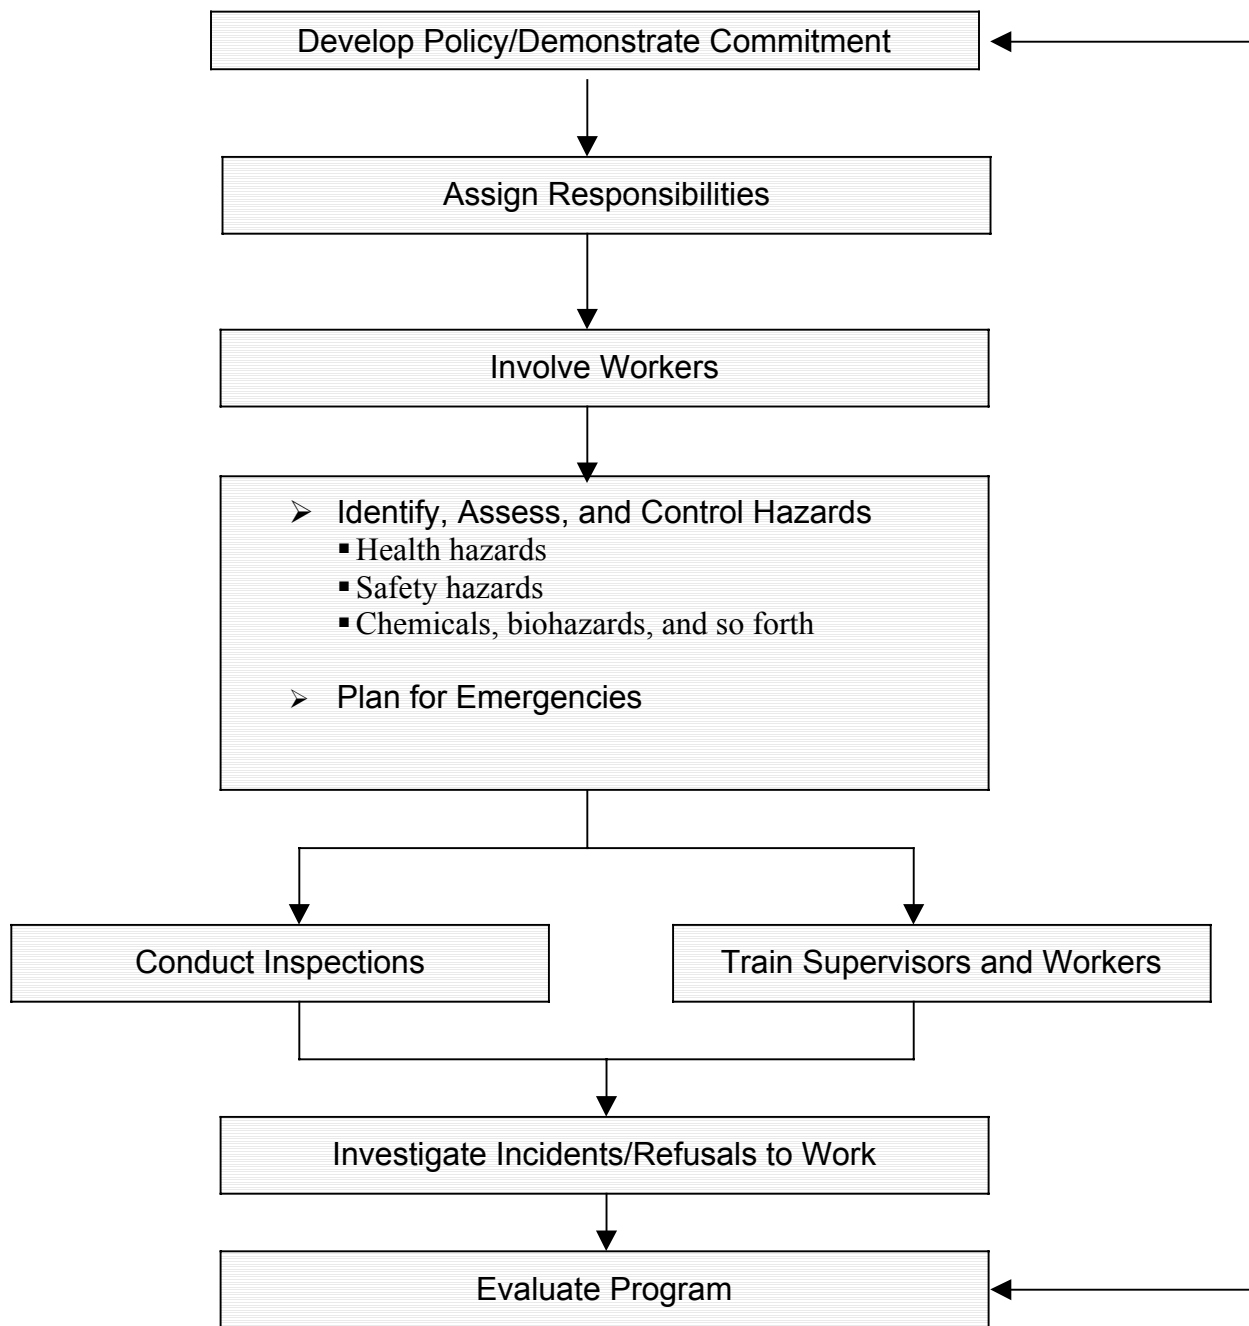 Develop Policy/Demonstrate Commitment
Assign Responsibilities
Involve Workers
➢ Identify, Assess, and Control Hazards
▪ Health hazards
▪ Safety hazards
▪ Chemicals, biohazards, and so forth
➢ Plan for Emergencies
Conduct Inspections
Train Supervisors and Workers
Investigate Incidents/Refusals to Work
Evaluate Program